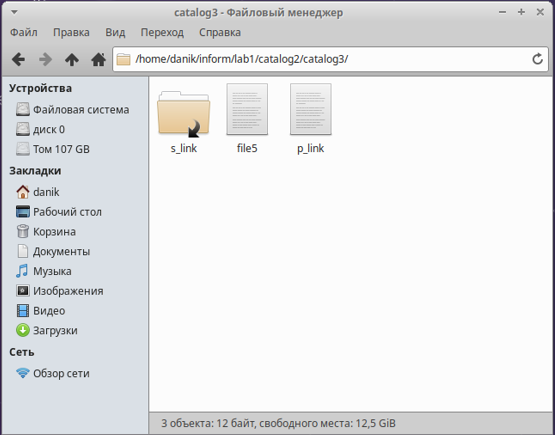 catalog3 - Файловый менеджер
Файл Правка Вид Переход Справка
/home/danik/inform/lab1/catalog2/catalog3/
Устройства
Файловая система
диск 0
Том 107 GB
Закладки
danik
Рабочий стол
Корзина
Документы
Музыка
Изображения
Видео
Загрузки
Сеть
Обзор сети
s_link file5 p_link
3 объекта: 12 байт, свободного места: 12,5 GiB